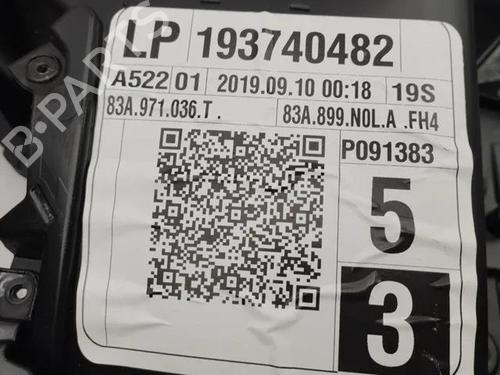 LP 193740482
A522 01 2019.09.10 00:18 19S
83A.971.036.T . 83A.899.N0L.A .FH4
P091383
5
3
B-PARTS